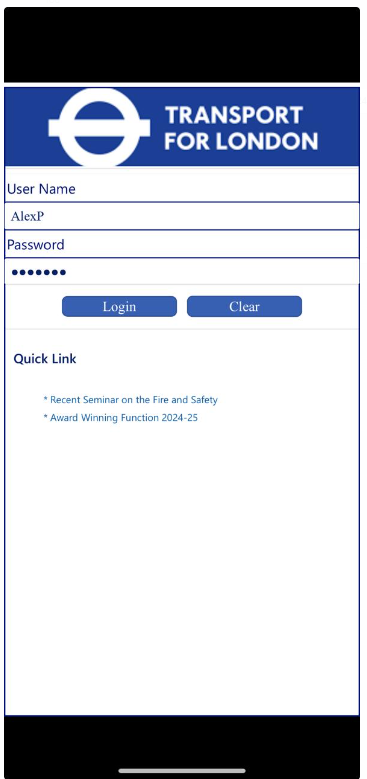 TRANSPORT
FOR LONDON
User Name
AlexP
Password
•••••••
Login Clear
Quick Link
* Recent Seminar on the Fire and Safety
* Award Winning Function 2024-25